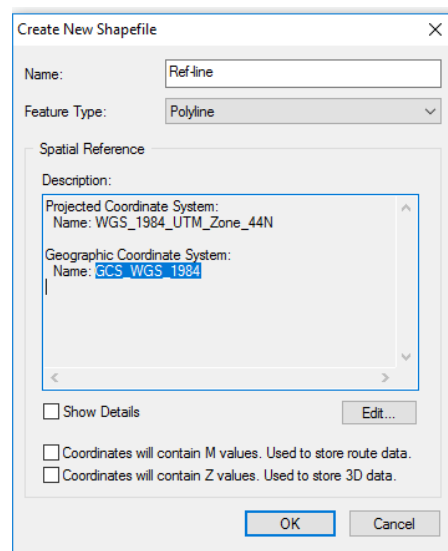 Create New Shapefile
Name:
Ref-line
Feature Type:
Polyline
Spatial Reference
Description:
Projected Coordinate System:
Name: WGS_1984_UTM_Zone_44N
Geographic Coordinate System:
Name: GCS_WGS_1984
Show Details
Edit...
Coordinates will contain M values. Used to store route data.
Coordinates will contain Z values. Used to store 3D data.
OK
Cancel